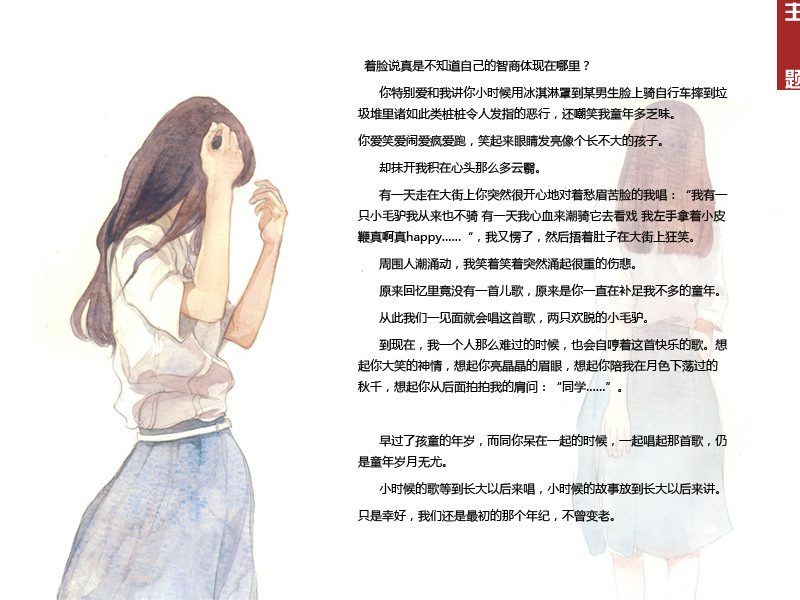 主
题
着脸说真是不知道自己的智商体现在哪里？
你特别爱和我讲你小时候用冰淇淋罩到某男生脸上骑自行车摔到垃
圾堆里诸如此类桩桩令人发指的恶行，还嘲笑我童年多乏味。
你爱笑爱闹爱疯爱跑，笑起来眼睛发亮像个长不大的孩子。
却抹开我积在心头那么多云翳。
有一天走在大街上你突然很开心地对着愁眉苦脸的我唱：“我有一
只小毛驴我从来也不骑 有一天我心血来潮骑它去看戏 我左手拿着小皮
鞭真啊真happy……“，我又愣了，然后捂着肚子在大街上狂笑。
周围人潮涌动，我笑着笑着突然涌起很重的伤悲。
原来回忆里竟没有一首儿歌，原来是你一直在补足我不多的童年。
从此我们一见面就会唱这首歌，两只欢脱的小毛驴。
到现在，我一个人那么难过的时候，也会自哼着这首快乐的歌。想
起你大笑的神情，想起你亮晶晶的眉眼，想起你陪我在月色下荡过的
秋千，想起你从后面拍拍我的肩问：“同学……”。
早过了孩童的年岁，而同你呆在一起的时候，一起唱起那首歌，仍
是童年岁月无尤。
小时候的歌等到长大以后来唱，小时候的故事放到长大以后来讲。
只是幸好，我们还是最初的那个年纪，不曾变老。